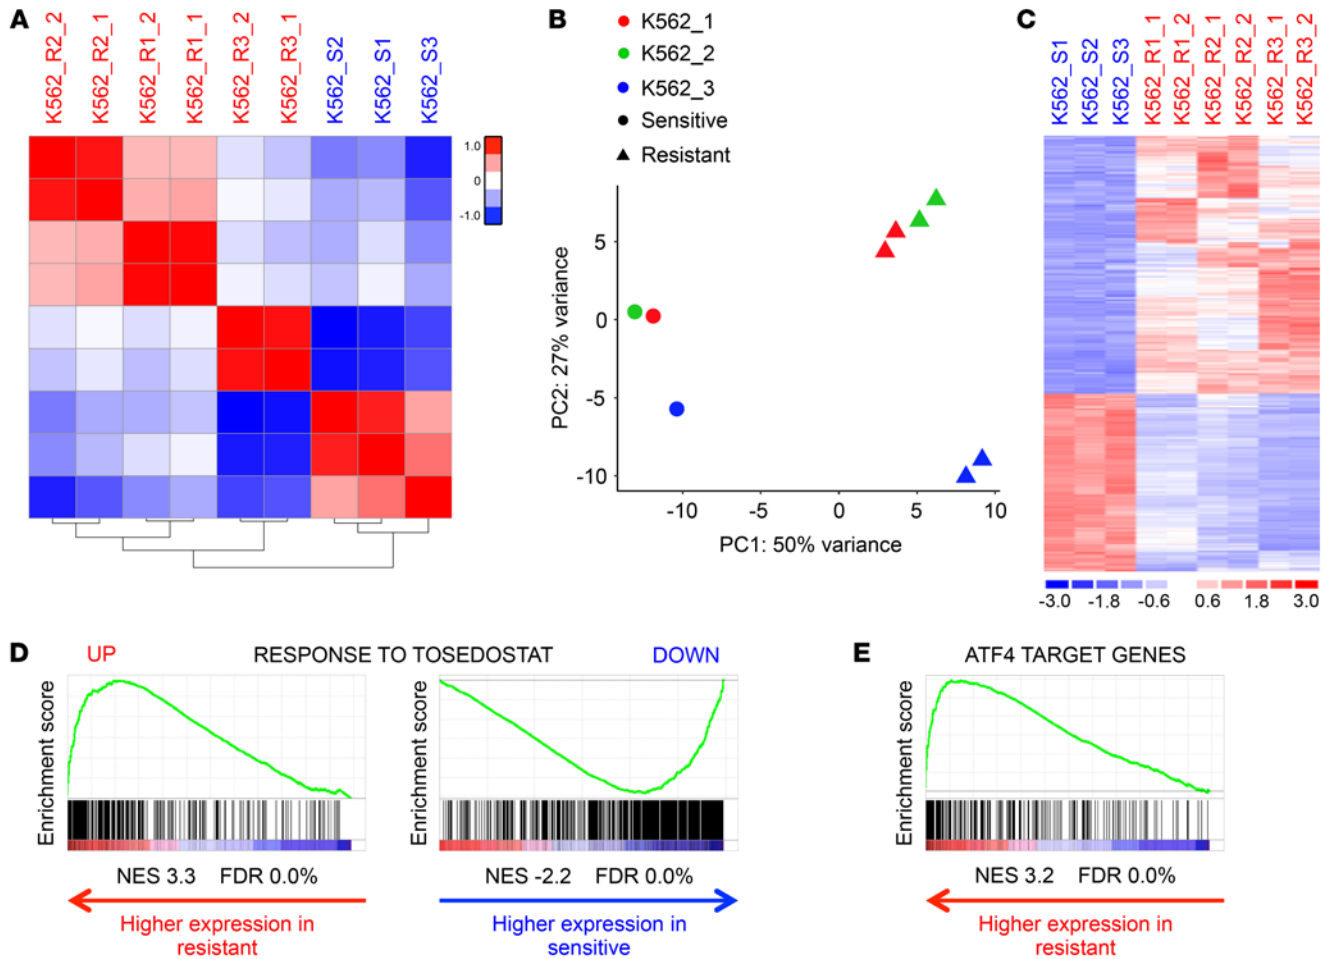 A
K562_R2_2
K562_R2_1
K562_R1_2
K562_R1_1
K562_R3_2
K562_R3_1
K562_S2
K562_S1
K562_S3
1.0
0
-1.0
B
K562_1
K562_2
K562_3
Sensitive
Resistant
PC2: 27% variance
5
0
-5
-10
-10
-5
0
5
10
PC1: 50% variance
C
K562_S1
K562_S2
K562_S3
K562_R1_1
K562_R1_2
K562_R2_1
K562_R2_2
K562_R3_1
K562_R3_2
-3.0
-1.8
-0.6
0.6
1.8
3.0
D
UP
RESPONSE TO TOSEDOSTAT
DOWN
Enrichment score
NES 3.3 FDR 0.0%
Higher expression in
resistant
Enrichment score
NES -2.2 FDR 0.0%
Higher expression in
sensitive
E
ATF4 TARGET GENES
Enrichment score
NES 3.2 FDR 0.0%
Higher expression in
resistant